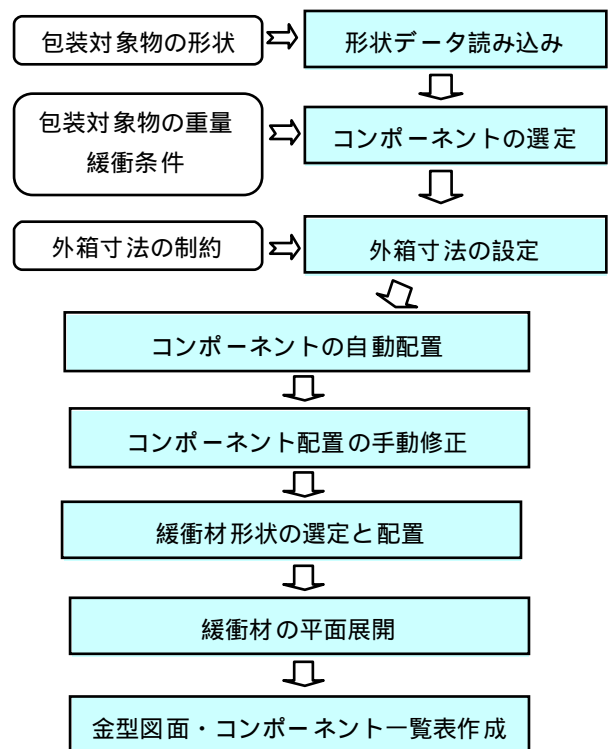 包装対象物の形状
形状データ読み込み
包装対象物の重量
緩衝条件
コンポーネントの選定
外箱寸法の制約
外箱寸法の設定
コンポーネントの自動配置
コンポーネント配置の手動修正
緩衝材形状の選定と配置
緩衝材の平面展開
金型図面・コンポーネント一覧表作成